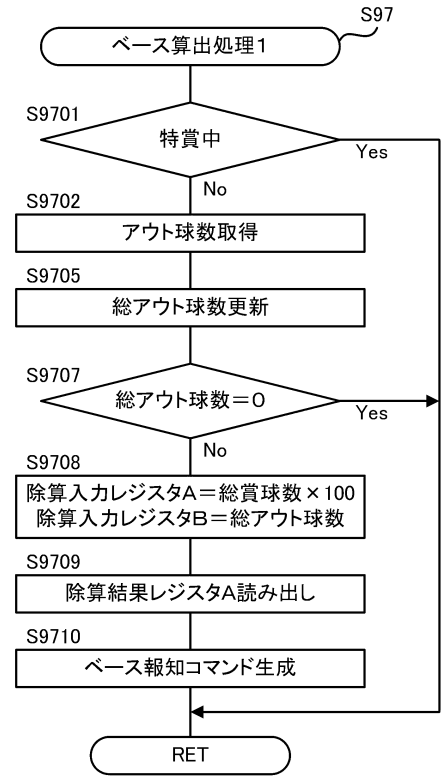 S97
ベース算出処理1
S9701
特賞中
Yes
No
S9702
アウト球数取得
S9705
総アウト球数更新
S9707
総アウト球数=0
Yes
No
S9708
除算入力レジスタA=総賞球数×100
除算入力レジスタB=総アウト球数
S9709
除算結果レジスタA読み出し
S9710
ベース報知コマンド生成
RET